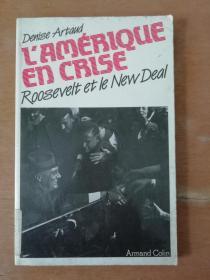 Denise Artaud
L'AMÉRIQUE
EN CRISE
Roosevelt et le New Deal
Armand Colin